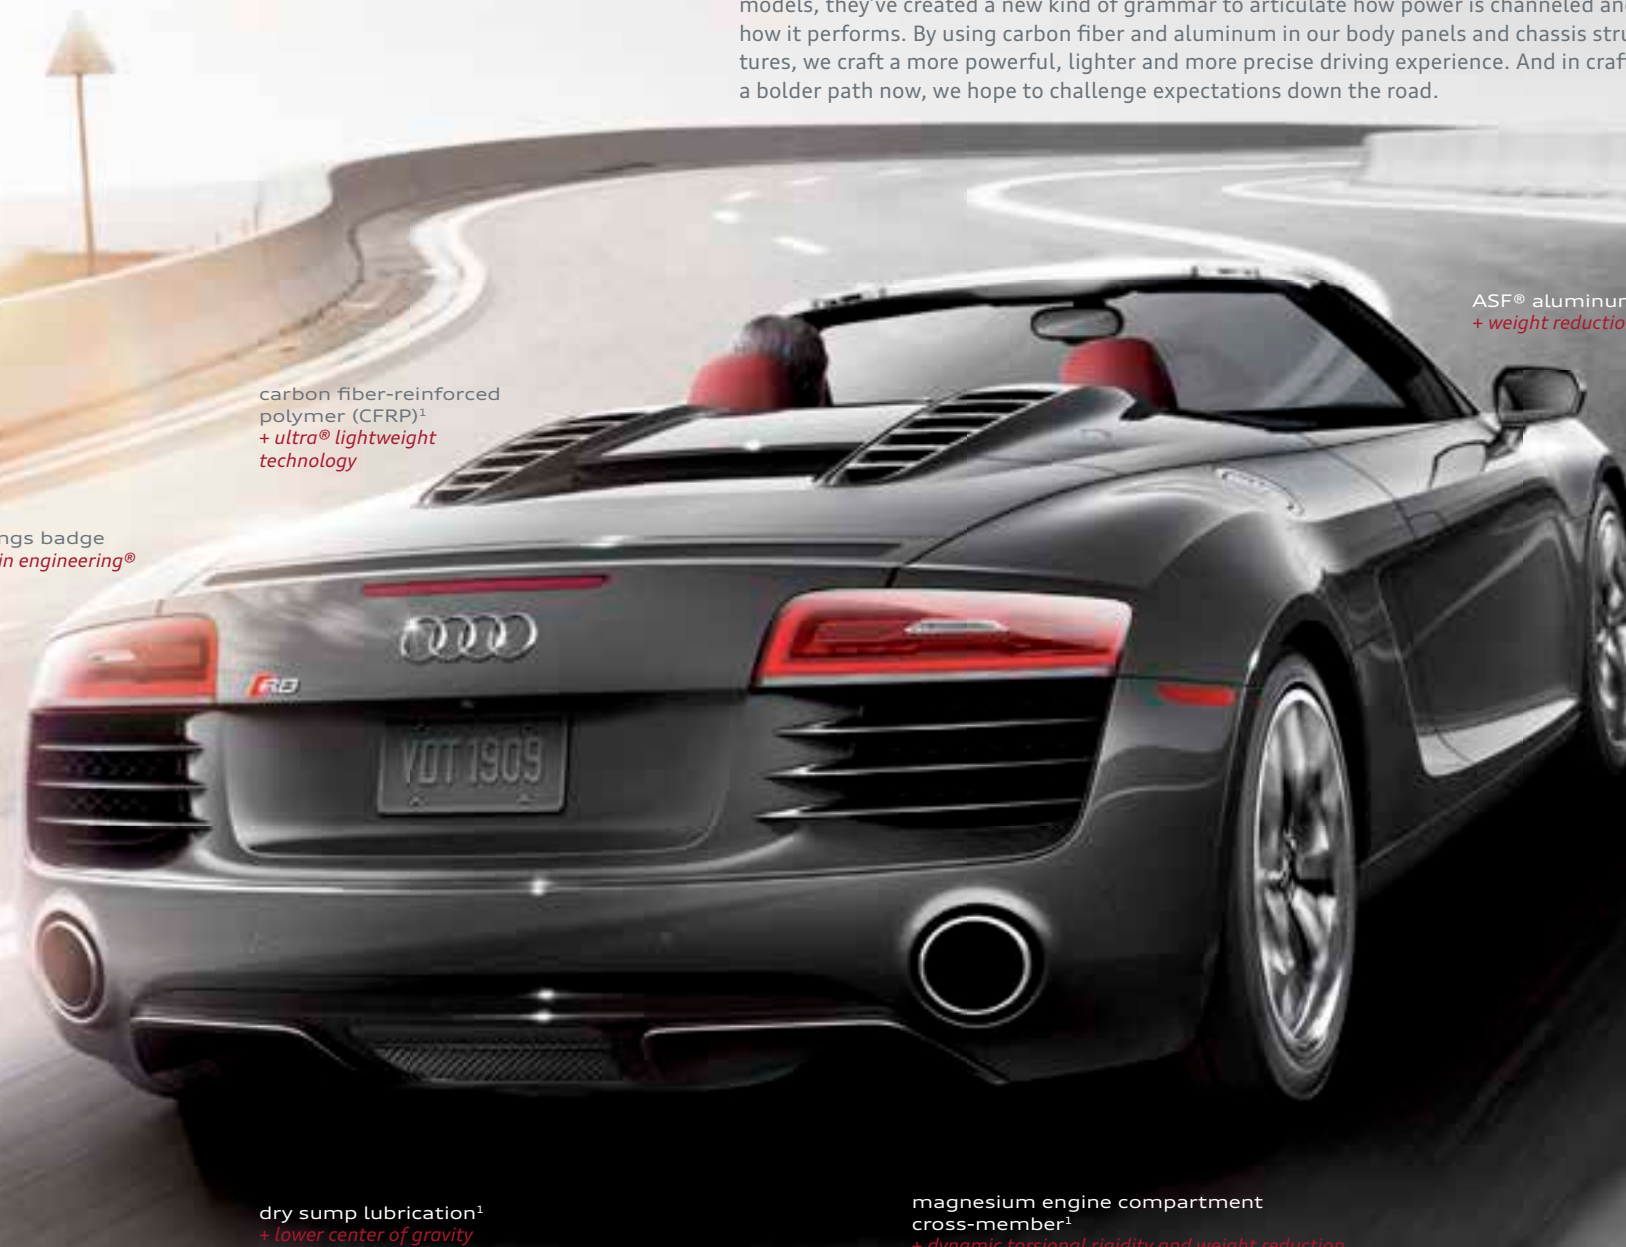 models, they've created a new kind of grammar to articulate how power is channeled and
how it performs. By using carbon fiber and aluminum in our body panels and chassis stru
tures, we craft a more powerful, lighter and more precise driving experience. And in craf
a bolder path now, we hope to challenge expectations down the road.
ASF® aluminum
+ weight reductio
carbon fiber-reinforced
polymer (CFRP)¹
+ ultra® lightweight
technology
ngs badge
in engineering®
R8
YDT 1909
dry sump lubrication¹
+ lower center of gravity
magnesium engine compartment
cross-member¹
+ dynamic torsional rigidity and weight reduction